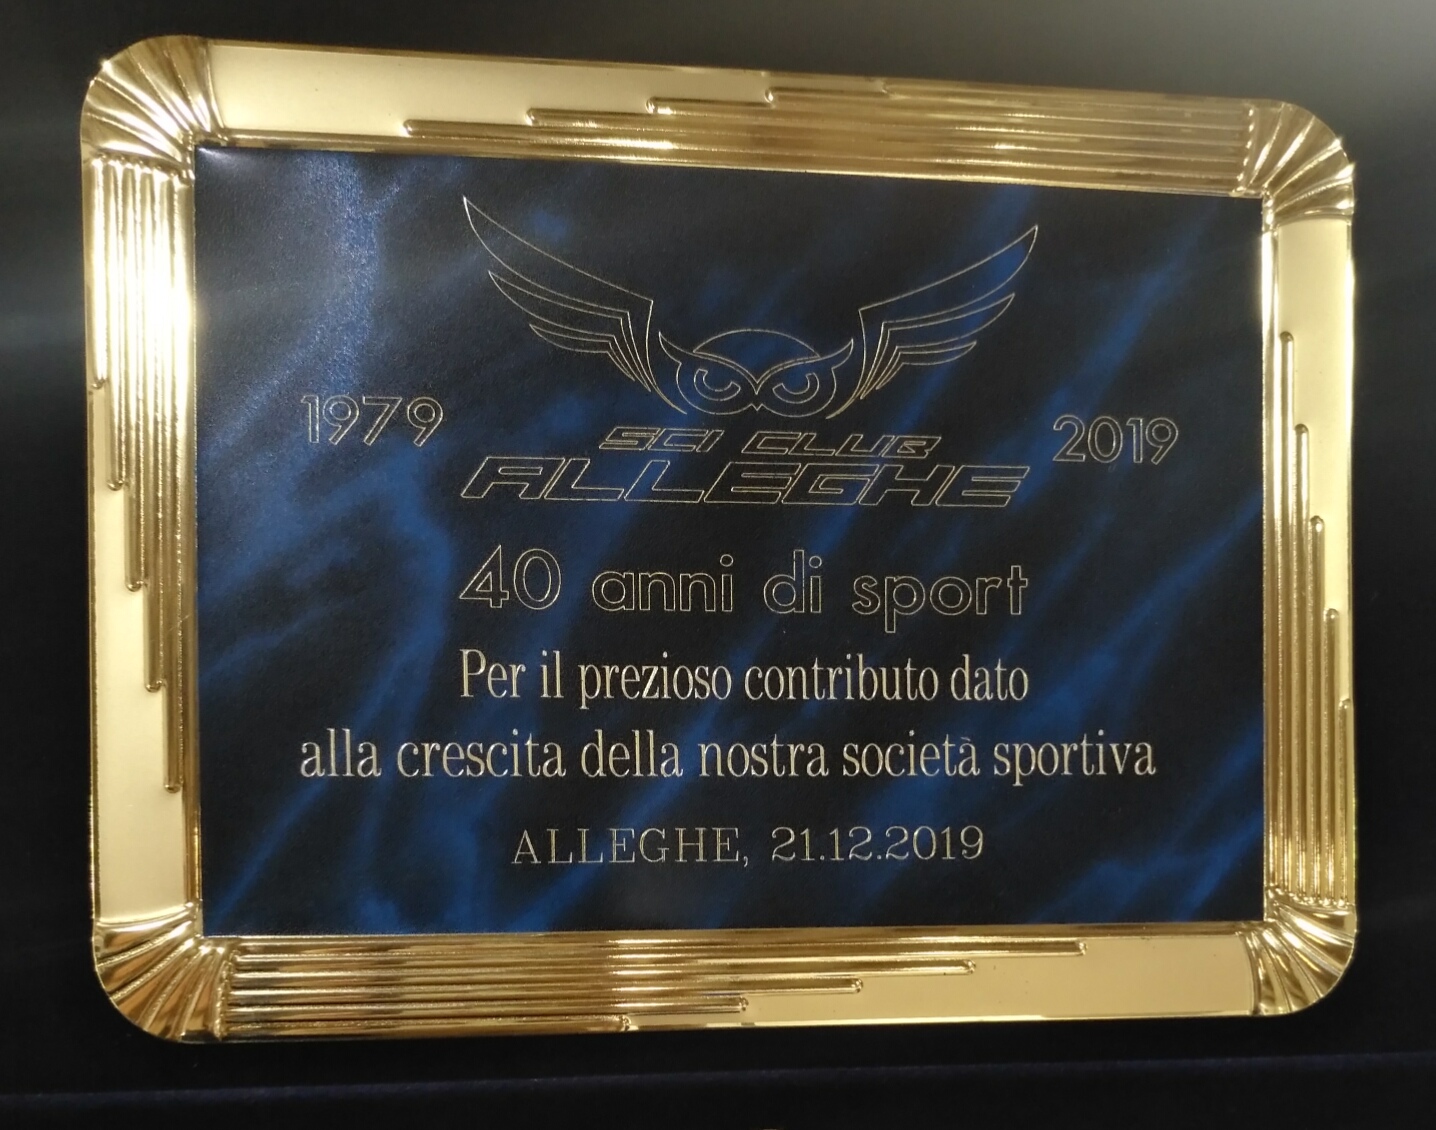 1979
2019
SCI CLUB
ALLEGHE
40 anni di sport
Per il prezioso contributo dato
alla crescita della nostra società sportiva
ALLEGHE, 21.12.2019